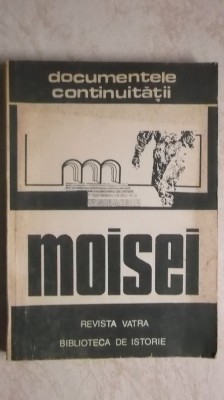 documentele
continuității
moisei
REVISTA VATRA
BIBLIOTECA DE ISTORIE